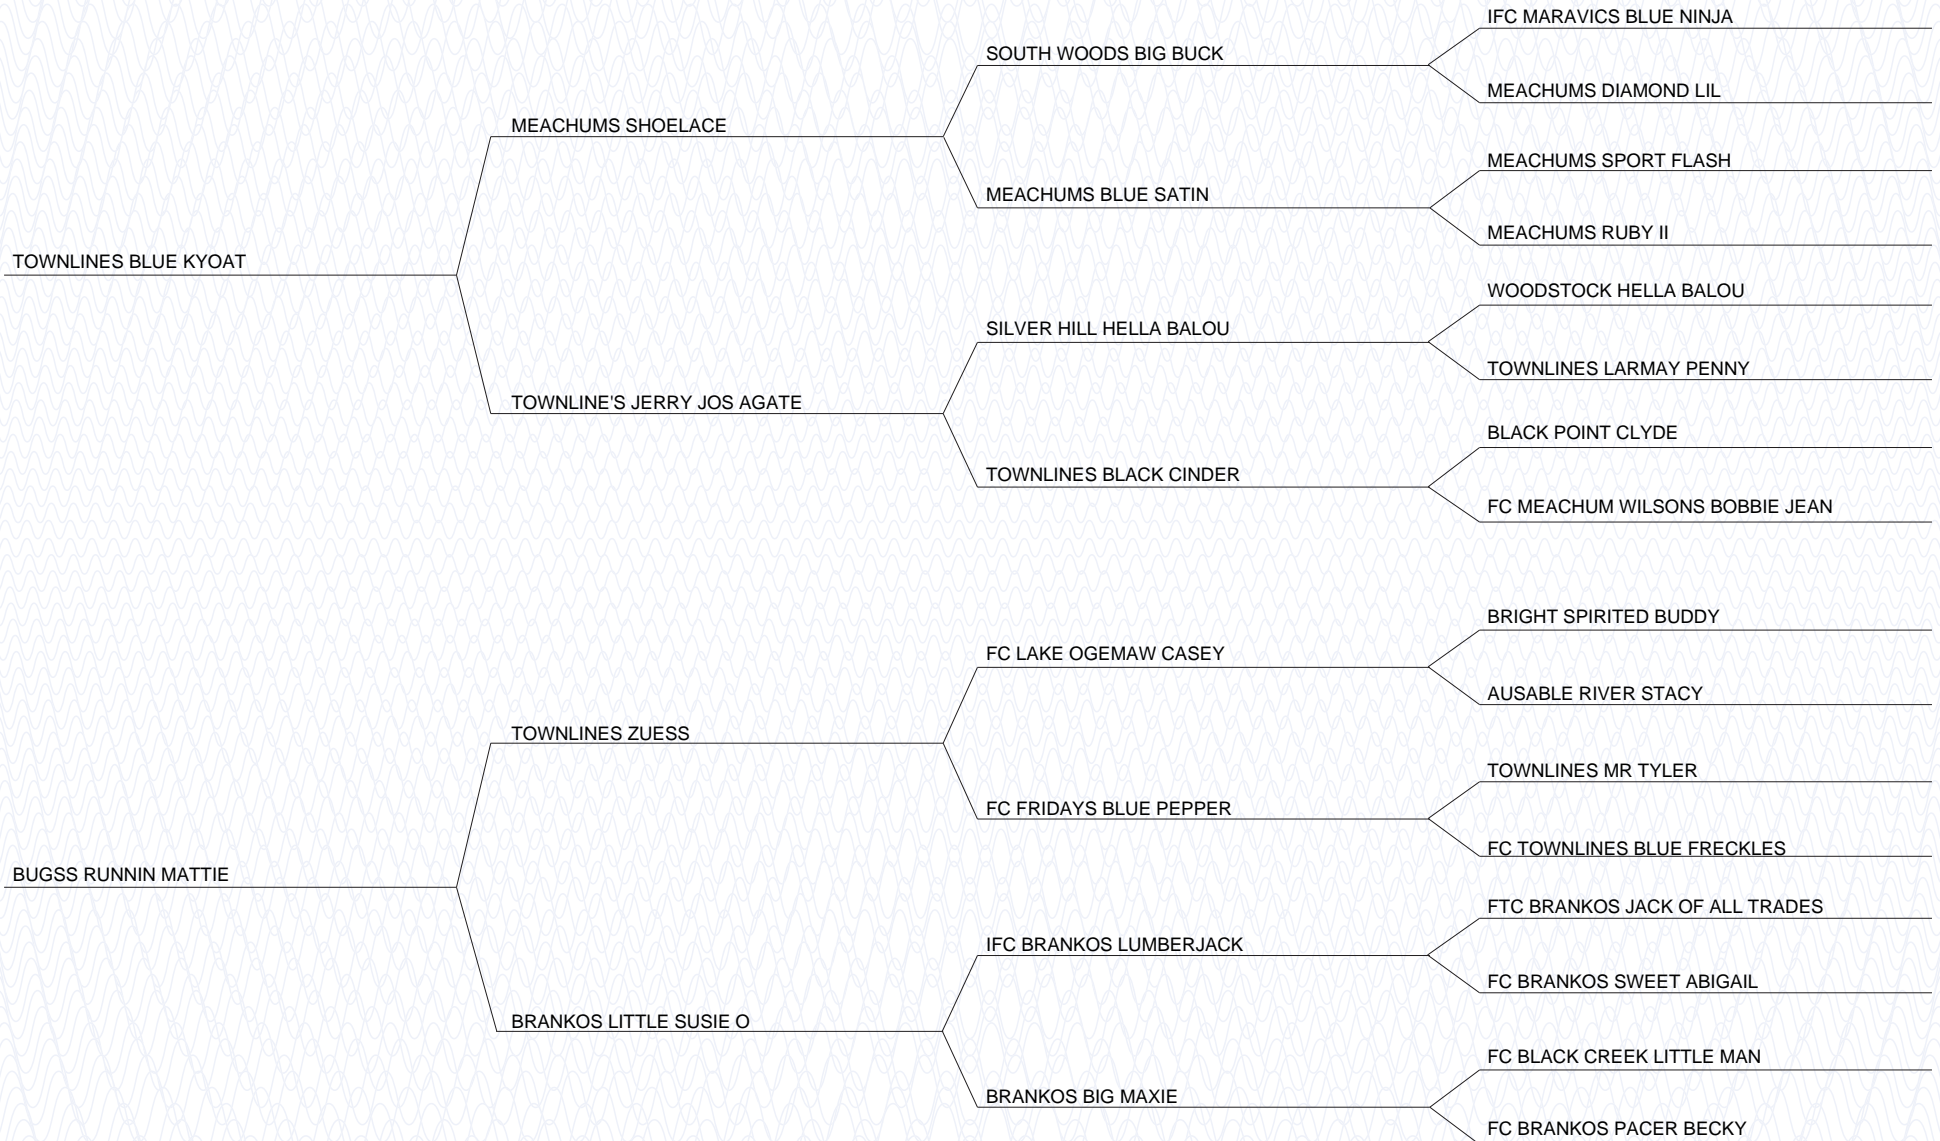 IFC MARAVICS BLUE NINJA
SOUTH WOODS BIG BUCK
MEACHUMS DIAMOND LIL
MEACHUMS SHOELACE
MEACHUMS SPORT FLASH
MEACHUMS BLUE SATIN
MEACHUMS RUBY II
TOWNLINES BLUE KYOAT
WOODSTOCK HELLA BALOU
SILVER HILL HELLA BALOU
TOWNLINES LARMAY PENNY
TOWNLINE'S JERRY JOS AGATE
BLACK POINT CLYDE
TOWNLINES BLACK CINDER
FC MEACHUM WILSONS BOBBIE JEAN
BRIGHT SPIRITED BUDDY
FC LAKE OGEMAW CASEY
AUSABLE RIVER STACY
TOWNLINES ZUESS
TOWNLINES MR TYLER
FC FRIDAYS BLUE PEPPER
FC TOWNLINES BLUE FRECKLES
BUGSS RUNNIN MATTIE
FTC BRANKOS JACK OF ALL TRADES
IFC BRANKOS LUMBERJACK
FC BRANKOS SWEET ABIGAIL
BRANKOS LITTLE SUSIE O
FC BLACK CREEK LITTLE MAN
BRANKOS BIG MAXIE
FC BRANKOS PACER BECKY